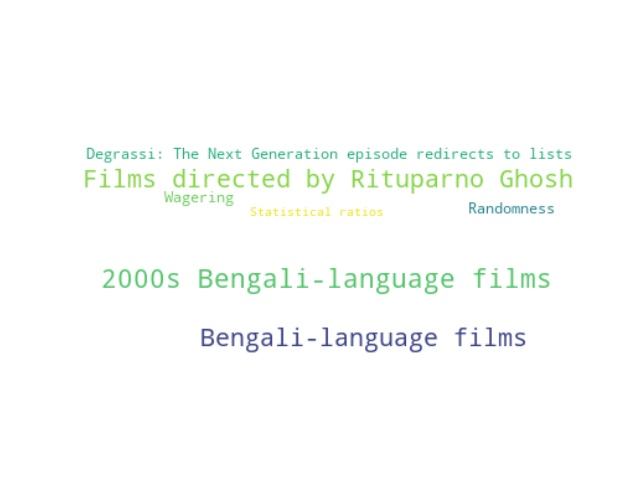 Degrassi: The Next Generation episode redirects to lists
Films directed by Rituparno Ghosh
Wagering
Statistical ratios
Randomness
2000s Bengali-language films
Bengali-language films